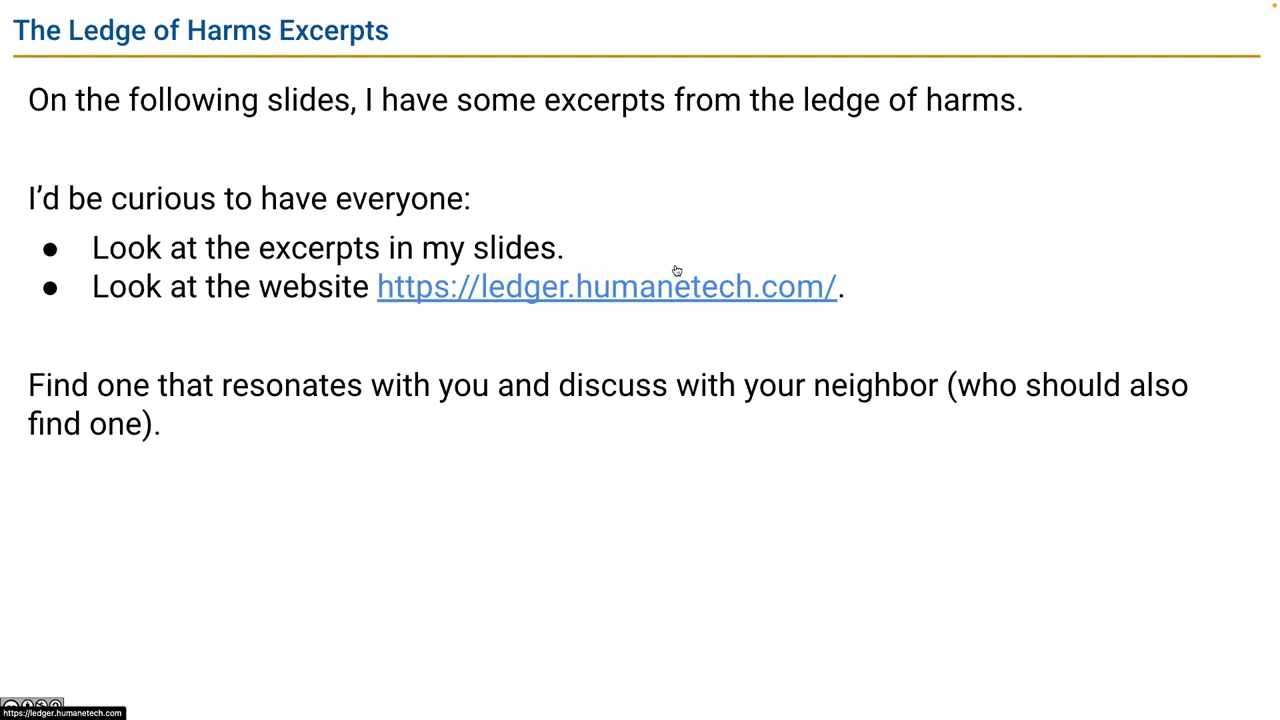 The Ledge of Harms Excerpts
On the following slides, I have some excerpts from the ledge of harms.
I’d be curious to have everyone:
● Look at the excerpts in my slides.
● Look at the website https://ledger.humanetech.com/.
Find one that resonates with you and discuss with your neighbor (who should also
find one).
https://ledger.humanetech.com